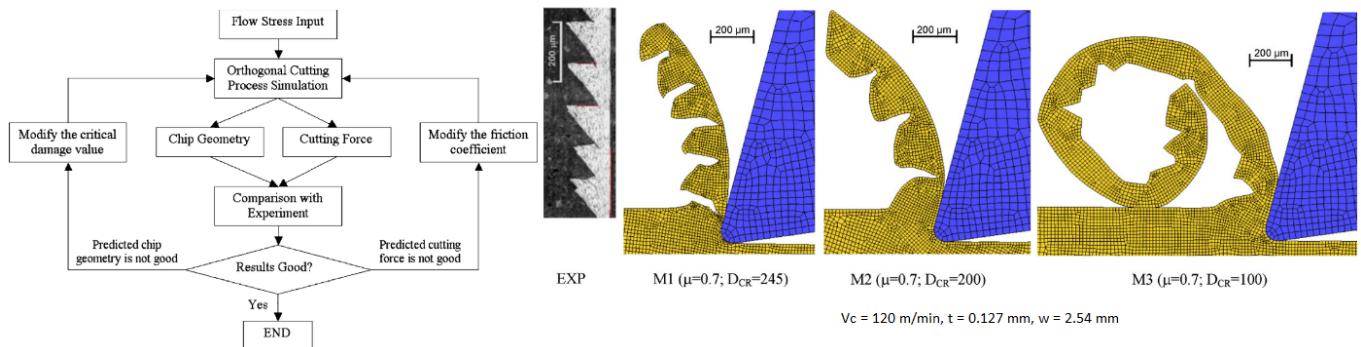 Flow Stress Input
Orthogonal Cutting
Process Simulation
Modify the critical
damage value
Chip Geometry
Cutting Force
Modify the friction
coefficient
Comparison with
Experiment
Predicted chip
geometry is not good
Results Good?
Predicted cutting
force is not good
Yes
END
200 µm
200 µm
200 µm
200 µm
EXP
M1 (µ=0.7; DCR=245)
M2 (µ=0.7; DCR=200)
M3 (µ=0.7; DCR=100)
Vc = 120 m/min, t = 0.127 mm, w = 2.54 mm